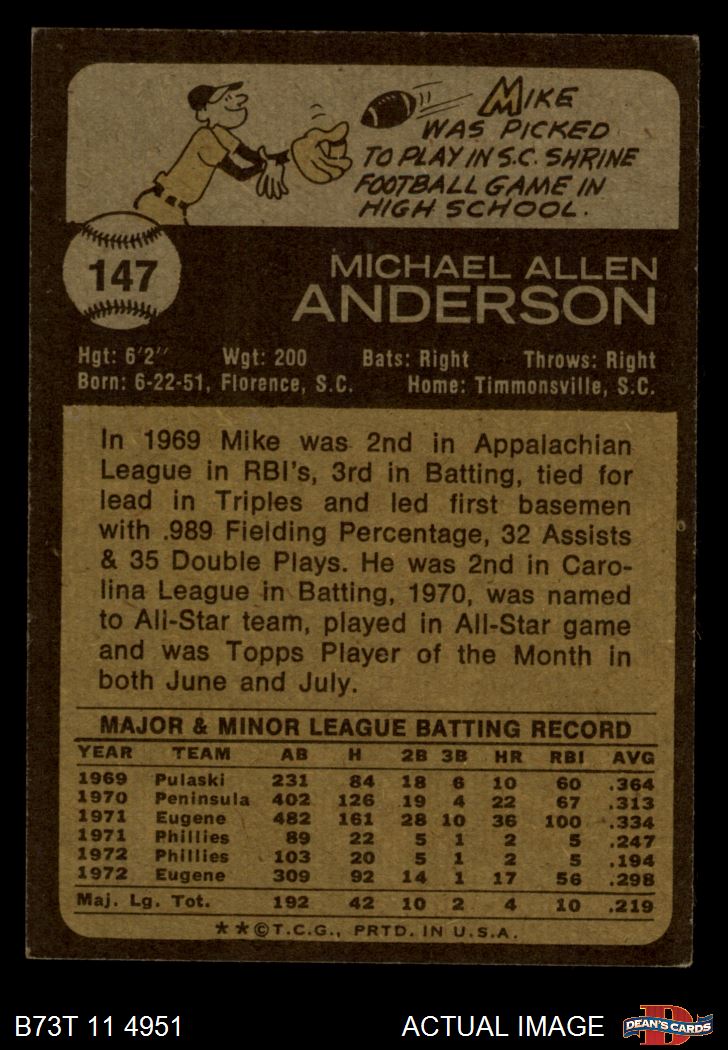 MIKE
WAS PICKED
TO PLAY IN S.C. SHRINE
FOOTBALL GAME IN
HIGH SCHOOL.
147
MICHAEL ALLEN
ANDERSON
Hgt: 6'2" Wgt: 200 Bats: Right Throws: Right
Born: 6-22-51, Florence, S.C. Home: Timmonsville, S.C.
In 1969 Mike was 2nd in Appalachian
League in RBI's, 3rd in Batting, tied for
lead in Triples and led first basemen
with .989 Fielding Percentage, 32 Assists
& 35 Double Plays. He was 2nd in Caro-
lina League in Batting, 1970, was named
to All-Star team, played in All-Star game
and was Topps Player of the Month in
both June and July.
MAJOR & MINOR LEAGUE BATTING RECORD
YEAR TEAM AB H 2B 3B HR RBI AVG
1969 Pulaski 231 84 18 6 10 60 .364
1970 Peninsula 402 126 19 4 22 67 .313
1971 Eugene 482 161 28 10 36 100 .334
1971 Phillies 89 22 5 1 2 5 .247
1972 Phillies 103 20 5 1 2 5 .194
1972 Eugene 309 92 14 1 17 56 .298
Maj. Lg. Tot. 192 42 10 2 4 10 .219
**©T.C.G., PRTD. IN U.S.A.
B73T 11 4951 ACTUAL IMAGE DEAN'S CARDS